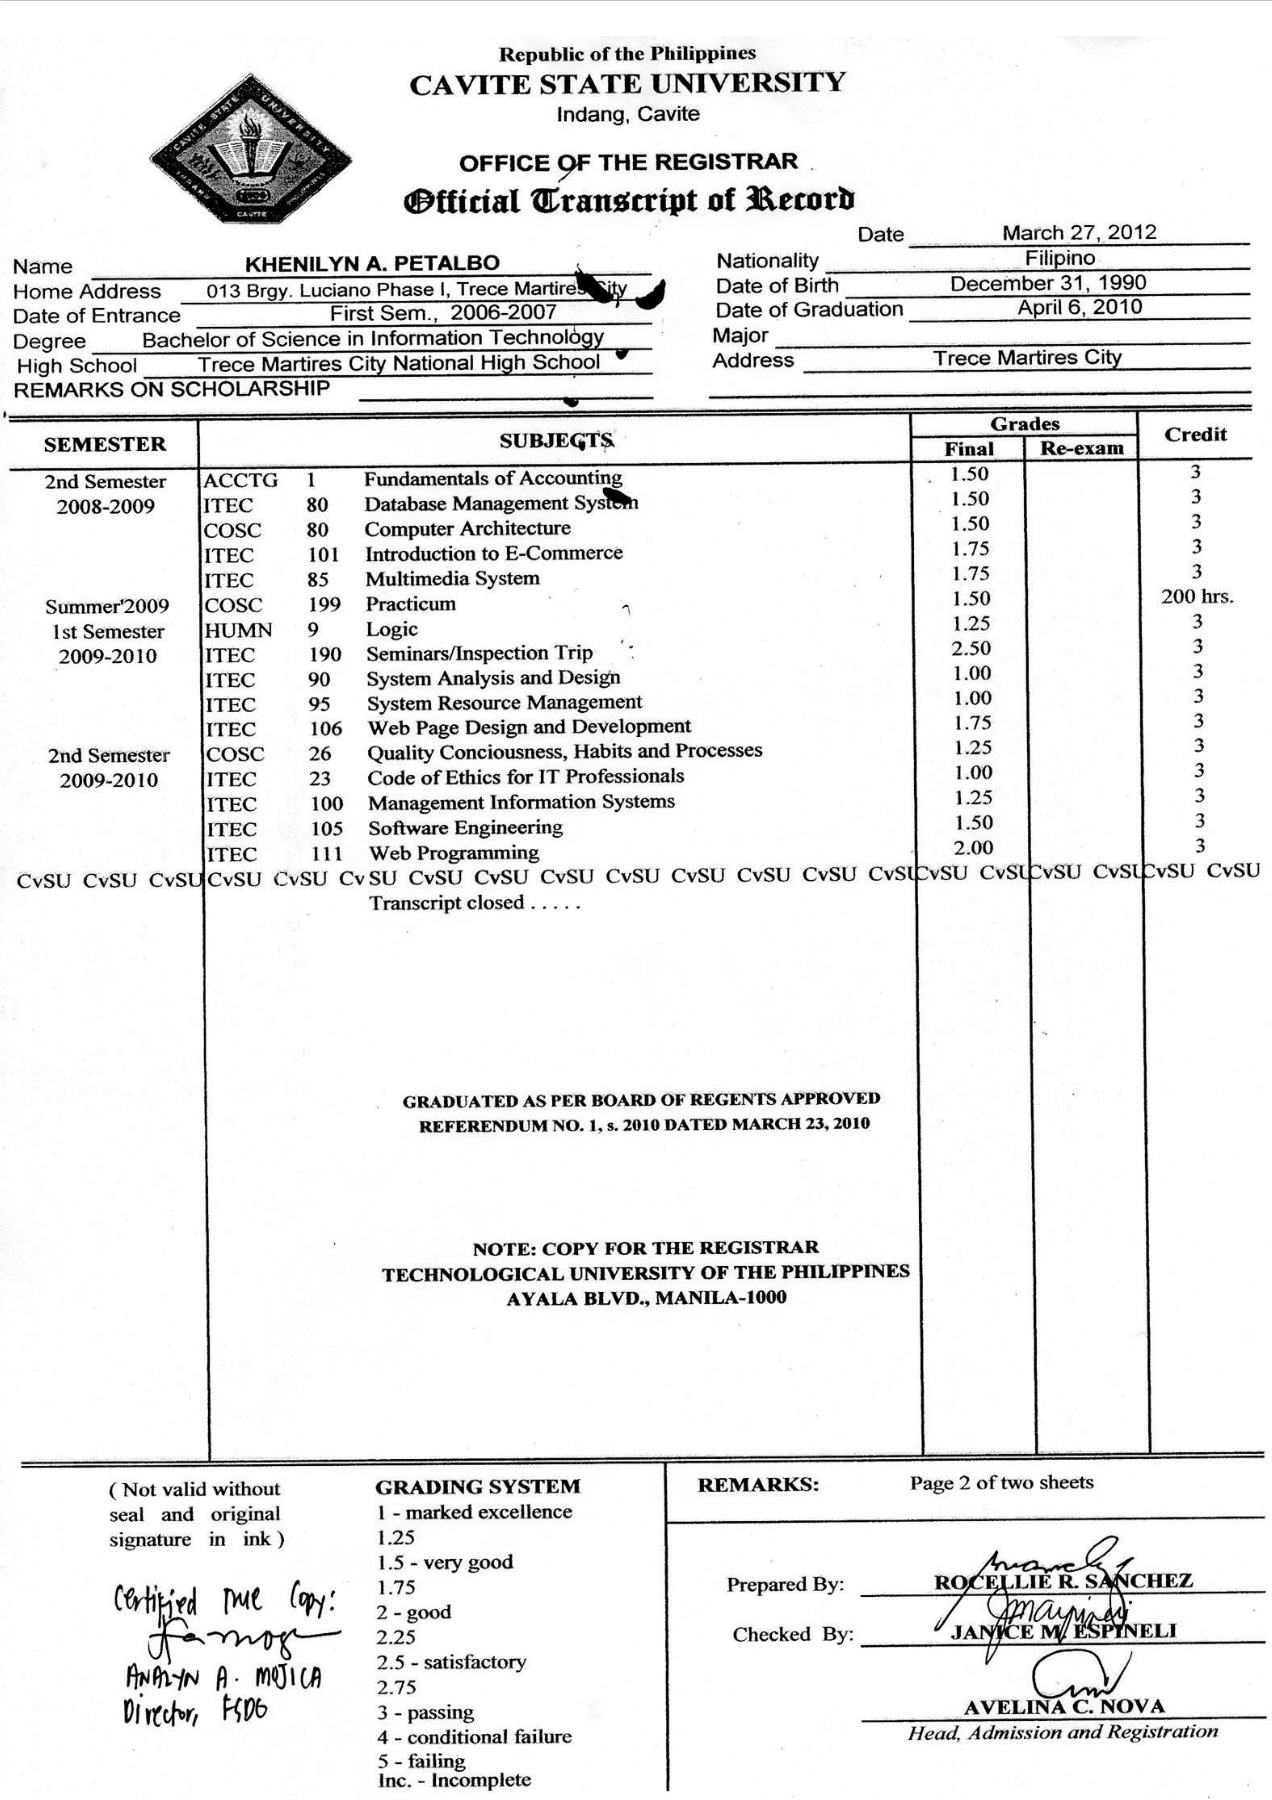 Republic of the Philippines
CAVITE STATE UNIVERSITY
Indang, Cavite
OFFICE OF THE REGISTRAR
Official Transcript of Record
CAVITE STATE UNIVERSITY
CAVITE
Date March 27, 2012
Name KHENILYN A. PETALBO
Nationality Filipino
Home Address 013 Brgy. Luciano Phase I, Trece Martires City
Date of Birth December 31, 1990
Date of Entrance First Sem., 2006-2007
Date of Graduation April 6, 2010
Degree Bachelor of Science in Information Technology
Major
High School Trece Martires City National High School
Address Trece Martires City
REMARKS ON SCHOLARSHIP
SEMESTER SUBJECTS Grades Credit
Final Re-exam
2nd Semester ACCTG 1 Fundamentals of Accounting 1.50 3
2008-2009 ITEC 80 Database Management System 1.50 3
COSC 80 Computer Architecture 1.50 3
ITEC 101 Introduction to E-Commerce 1.75 3
ITEC 85 Multimedia System 1.75 3
Summer'2009 COSC 199 Practicum 1.50 200 hrs.
1st Semester HUMN 9 Logic 1.25 3
2009-2010 ITEC 190 Seminars/Inspection Trip 2.50 3
ITEC 90 System Analysis and Design 1.00 3
ITEC 95 System Resource Management 1.00 3
ITEC 106 Web Page Design and Development 1.75 3
2nd Semester COSC 26 Quality Conciousness, Habits and Processes 1.25 3
2009-2010 ITEC 23 Code of Ethics for IT Professionals 1.00 3
ITEC 100 Management Information Systems 1.25 3
ITEC 105 Software Engineering 1.50 3
ITEC 111 Web Programming 2.00 3
CvSU CvSU CvSU CvSU CvSU CvSU CvSU CvSU CvSU CvSU CvSU CvSU CvSU CvSU CvSU CvSU CvSU CvSU CvSU
Transcript closed . . . . .
GRADUATED AS PER BOARD OF REGENTS APPROVED
REFERENDUM NO. 1, s. 2010 DATED MARCH 23, 2010
NOTE: COPY FOR THE REGISTRAR
TECHNOLOGICAL UNIVERSITY OF THE PHILIPPINES
AYALA BLVD., MANILA-1000
( Not valid without
seal and original
signature in ink )
Certified True Copy:
ANALYN A. MOJICA
Director, FSDG
GRADING SYSTEM
1 - marked excellence
1.25
1.5 - very good
1.75
2 - good
2.25
2.5 - satisfactory
2.75
3 - passing
4 - conditional failure
5 - failing
Inc. - Incomplete
REMARKS: Page 2 of two sheets
Prepared By: ROCELLIE R. SANCHEZ
Checked By: JANICE M. ESPINELI
AVELINA C. NOVA
Head, Admission and Registration